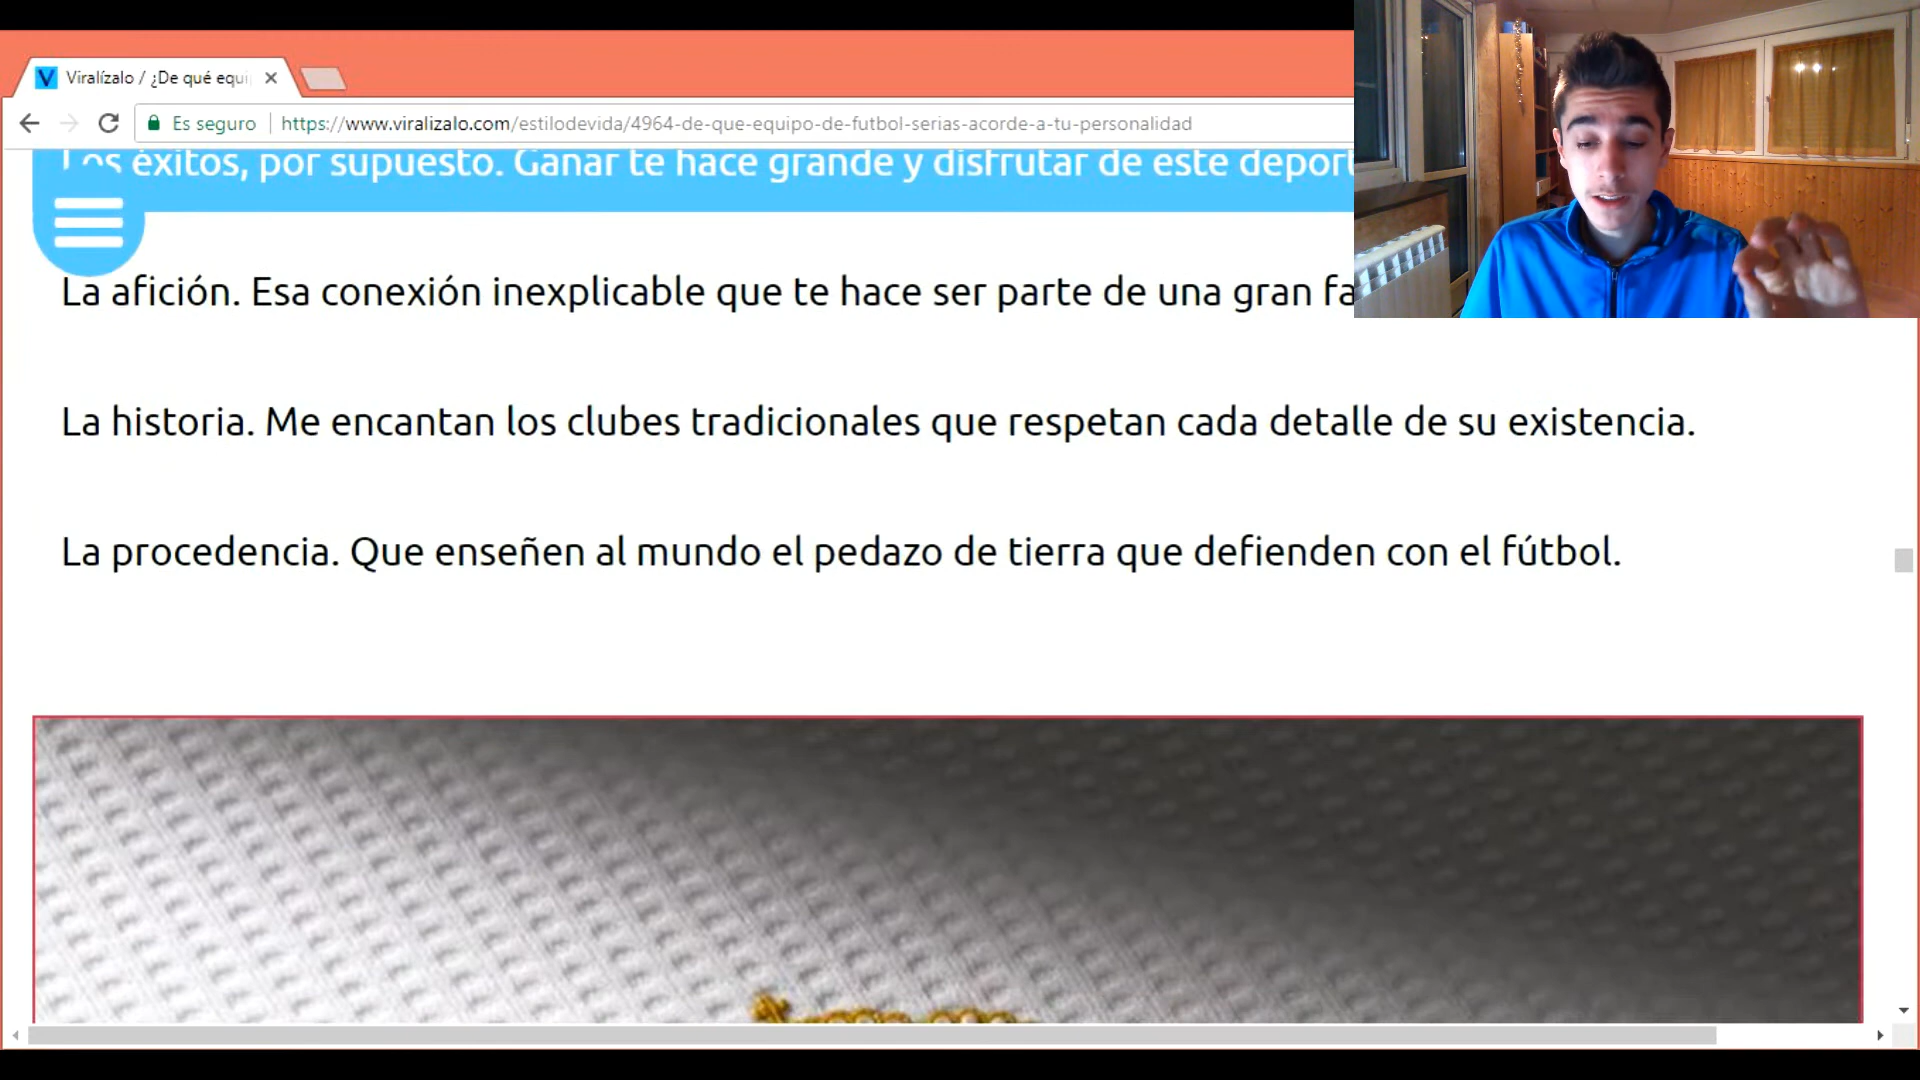 Viralízalo / ¿De qué equi
Es seguro
https://www.viralizalo.com/estilodevida/4964-de-que-equipo-de-futbol-serias-acorde-a-tu-personalidad
Los éxitos, por supuesto. Ganar te hace grande y disfrutar de este deport
La afición. Esa conexión inexplicable que te hace ser parte de una gran fa
La historia. Me encantan los clubes tradicionales que respetan cada detalle de su existencia.
La procedencia. Que enseñen al mundo el pedazo de tierra que defienden con el fútbol.